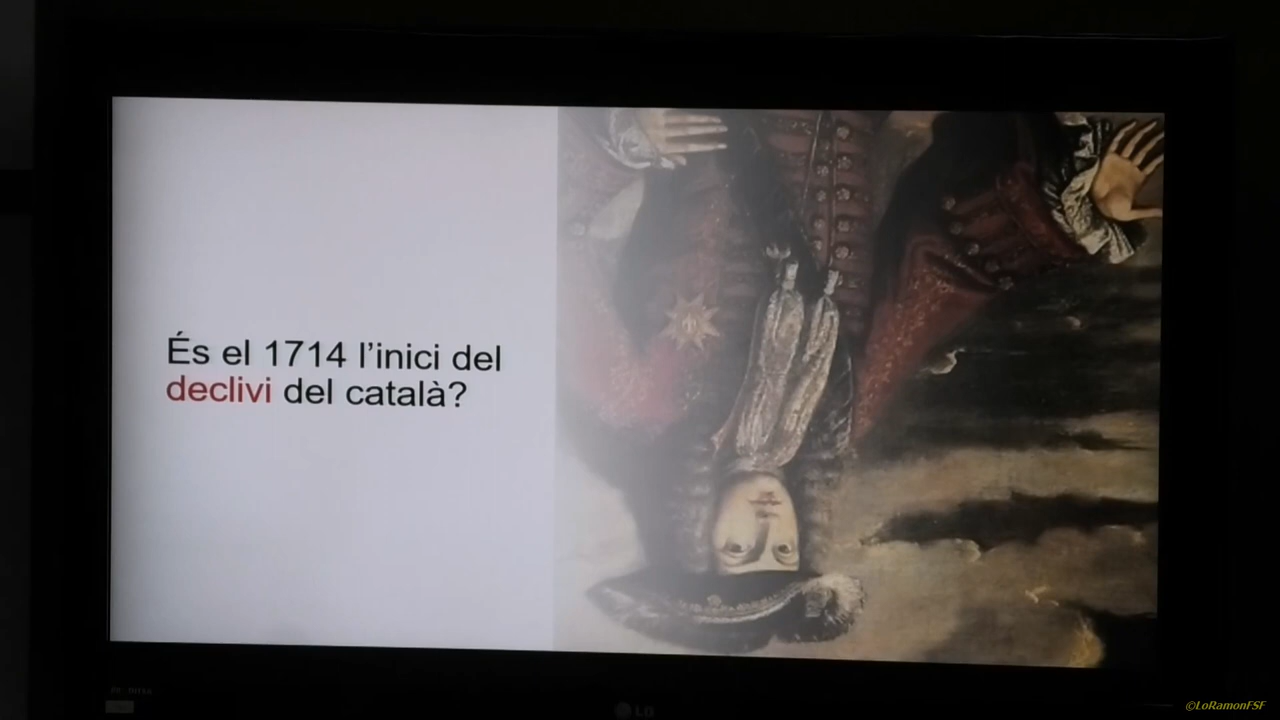 És el 1714 l’inici del
declivi del català?
LG
©LoRamonFSF